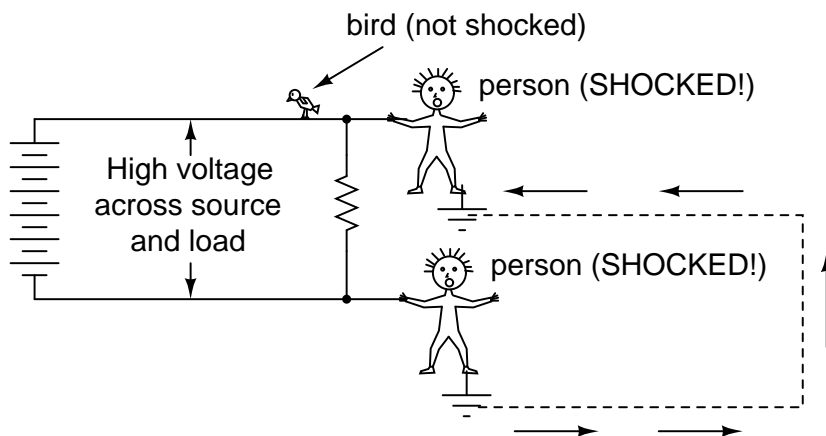 bird (not shocked)
person (SHOCKED!)
High voltage
across source
and load
person (SHOCKED!)